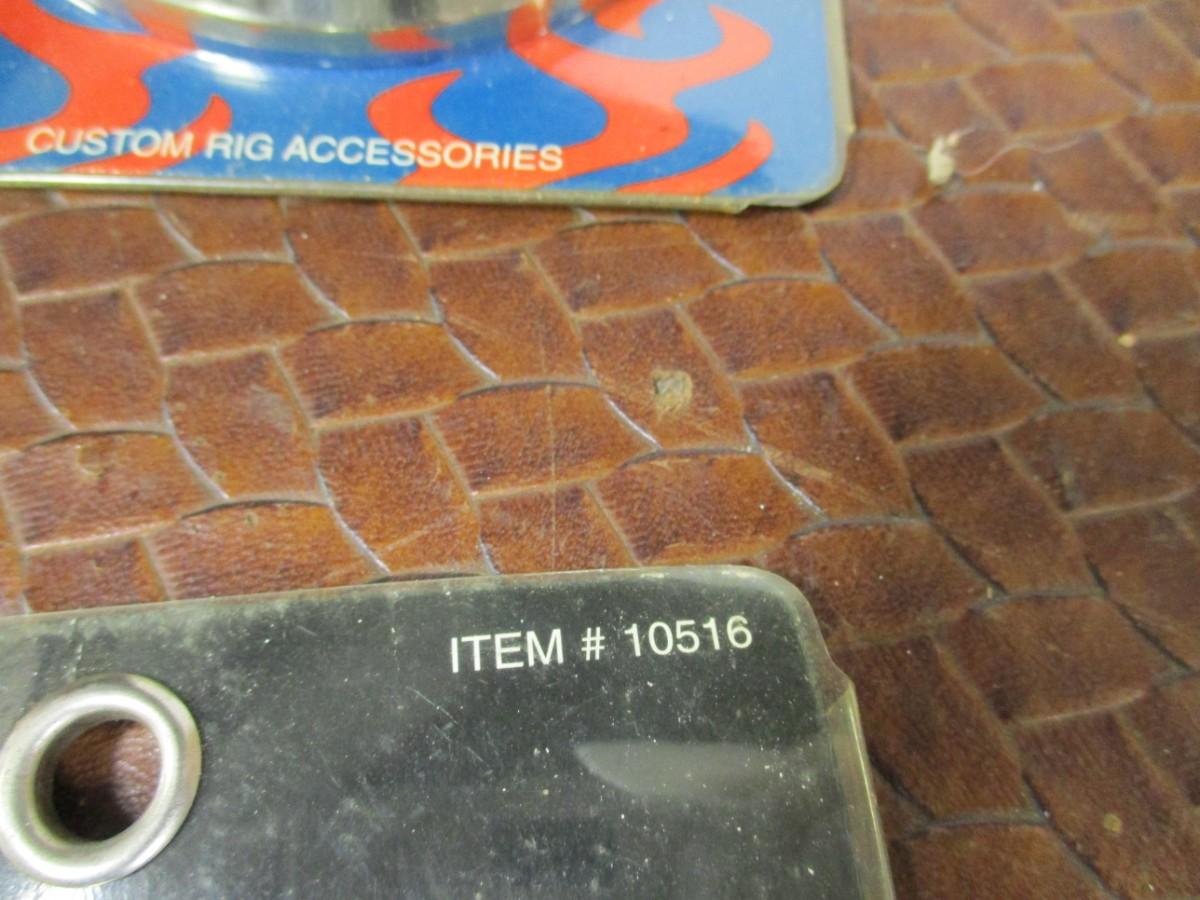 CUSTOM RIG ACCESSORIES
ITEM # 10516